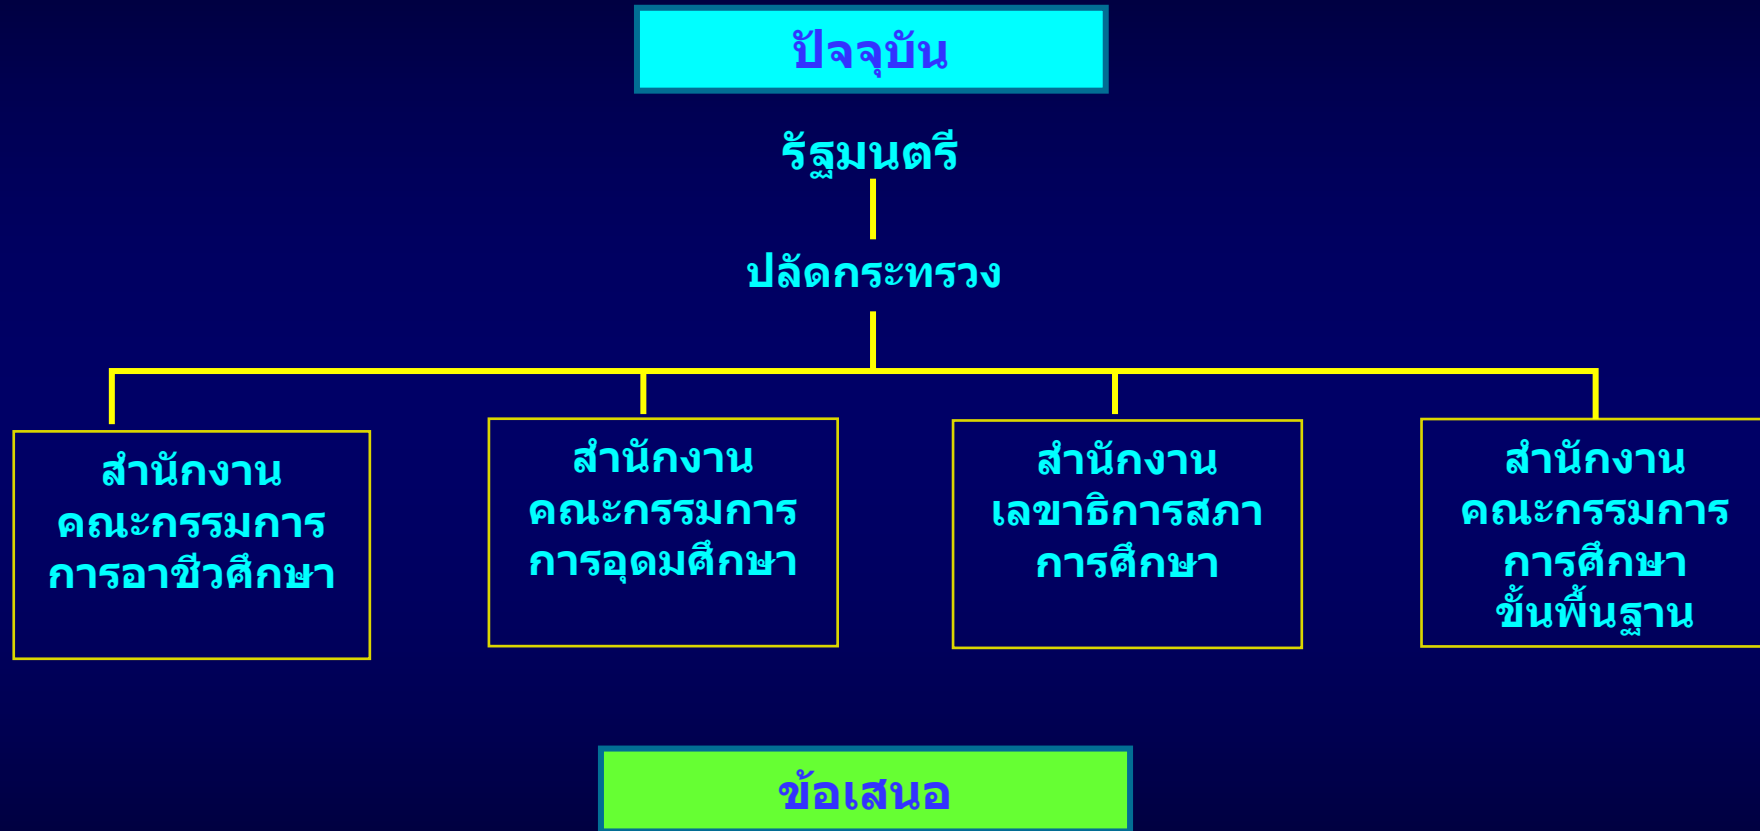 ปัจจุบัน
รัฐมนตรี
ปลัดกระทรวง
สำนักงาน
คณะกรรมการ
การอาชีวศึกษา
สำนักงาน
คณะกรรมการ
การอุดมศึกษา
สำนักงาน
เลขาธิการสภา
การศึกษา
สำนักงาน
คณะกรรมการ
การศึกษา
ขั้นพื้นฐาน
ข้อเสนอ